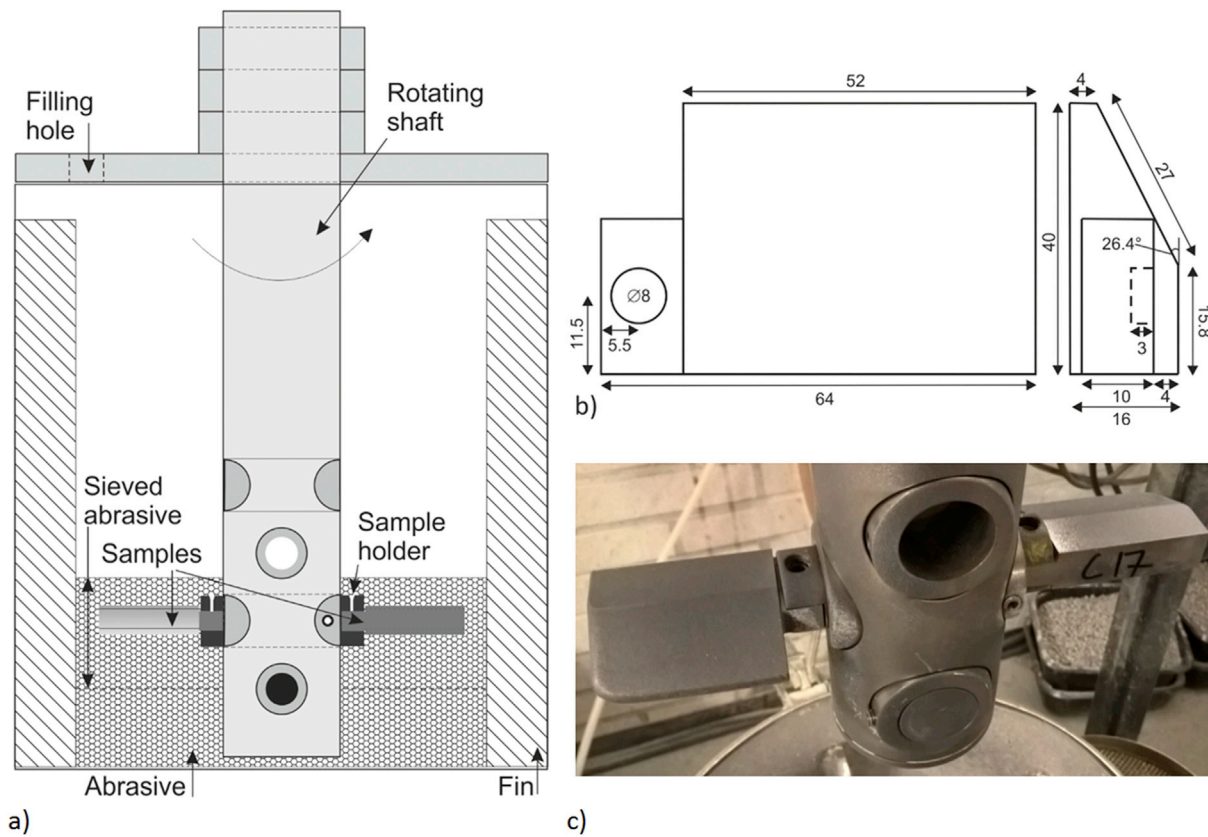 Filling
hole
Rotating
shaft
Sieved
abrasive
Samples
Sample
holder
Abrasive
Fin
a)
52
4
27
40
26.4°
Ø8
11.5
5.5
3
15.8
10
4
64
16
b)
C17
c)